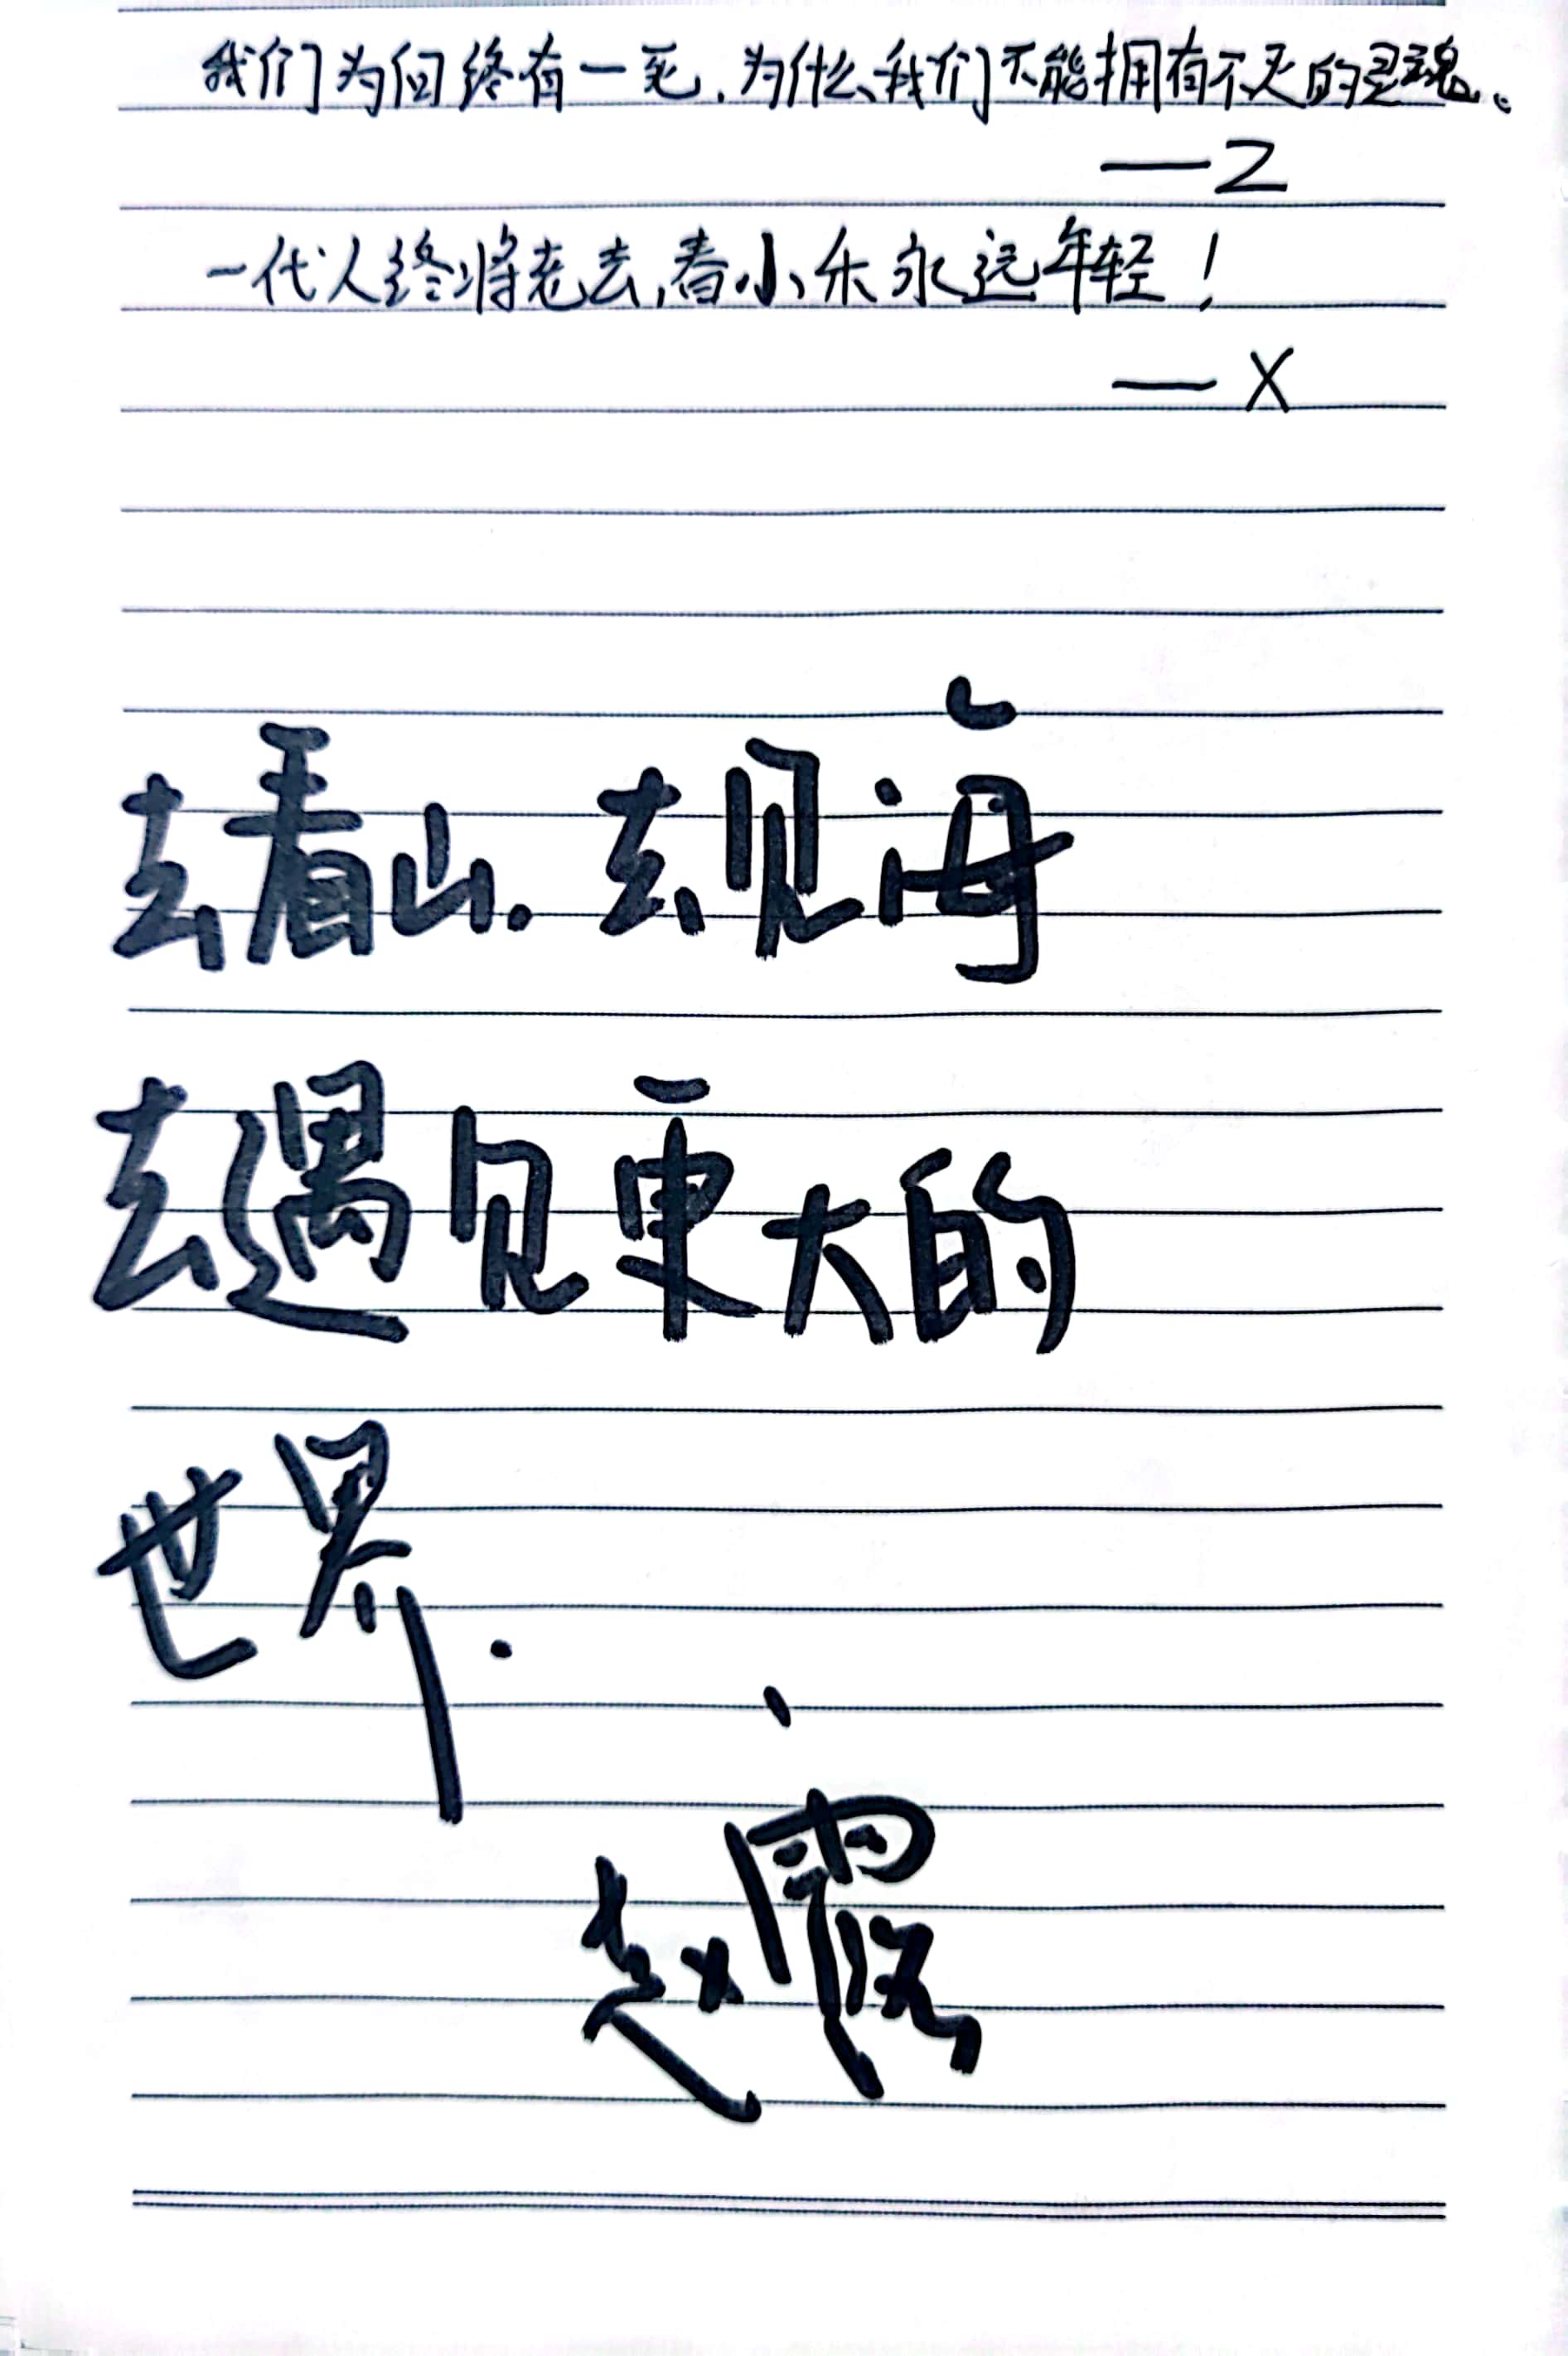 我们为何终有一死，为什么我们不能拥有不灭的灵魂。
—Z
一代人终将老去，春小乐永远年轻！
—X
去看山.去见海
去遇见更大的
世界.
赵露